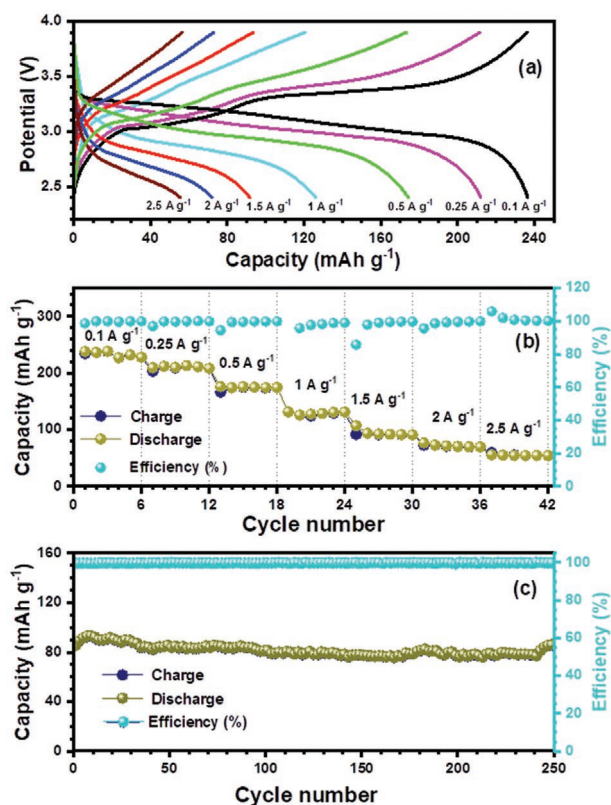 (a)
Potential (V)
4.0
3.5
3.0
2.5
2.5 A g⁻¹ 2 A g⁻¹ 1.5 A g⁻¹ 1 A g⁻¹ 0.5 A g⁻¹ 0.25 A g⁻¹ 0.1 A g⁻¹
0 40 80 120 160 200 240
Capacity (mAh g⁻¹)
(b)
Capacity (mAh g⁻¹)
300
200
100
0
0.1 A g⁻¹
0.25 A g⁻¹
0.5 A g⁻¹
1 A g⁻¹
1.5 A g⁻¹
2 A g⁻¹
2.5 A g⁻¹
Charge
Discharge
Efficiency (%)
120
100
80
60
40
20
0
Efficiency (%)
0 6 12 18 24 30 36 42
Cycle number
(c)
Capacity (mAh g⁻¹)
160
120
80
40
0
Charge
Discharge
Efficiency (%)
100
80
60
40
20
0
Efficiency (%)
0 50 100 150 200 250
Cycle number